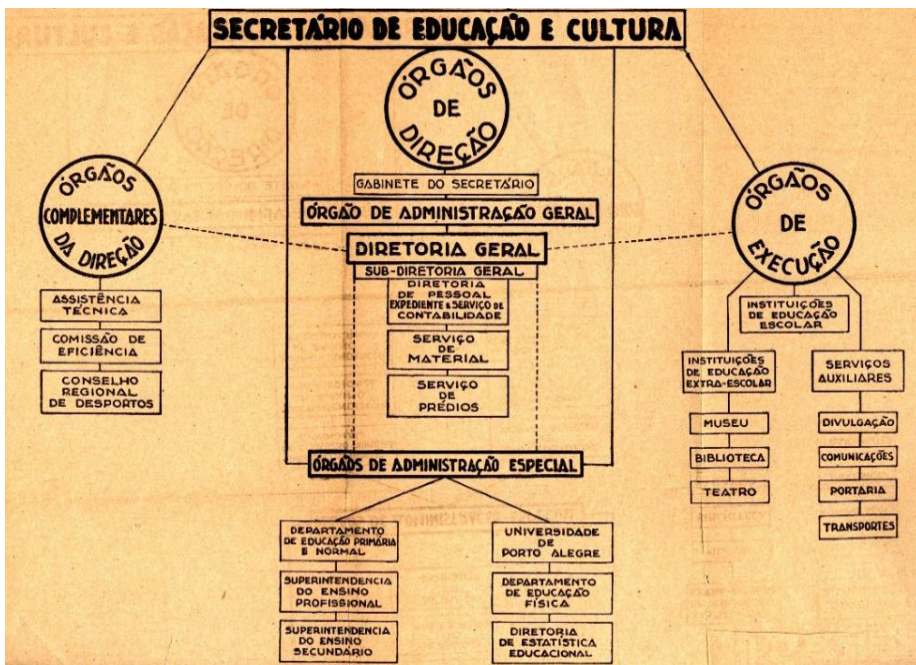 SECRETÁRIO DE EDUCAÇÃO E CULTURA
ÓRGÃOS
DE
DIREÇÃO
GABINETE DO SECRETÁRIO
ÓRGÃO DE ADMINISTRAÇÃO GERAL
DIRETORIA GERAL
SUB-DIRETORIA GERAL
DIRETORIA
DE PESSOAL
EXPEDIENTE E SERVIÇO DE
CONTABILIDADE
SERVIÇO
DE
MATERIAL
SERVIÇO
DE
PRÉDIOS
ÓRGÃOS
COMPLEMENTARES
DA DIREÇÃO
ASSISTÊNCIA
TÉCNICA
COMISSÃO DE
EFICIÊNCIA
CONSELHO
REGIONAL
DE DESPORTOS
ÓRGÃOS
DE
EXECUÇÃO
INSTITUIÇÕES
DE EDUCAÇÃO
ESCOLAR
INSTITUIÇÕES
DE EDUCAÇÃO
EXTRA-ESCOLAR
MUSEU
BIBLIOTECA
TEATRO
SERVIÇOS
AUXILIARES
DIVULGAÇÃO
COMUNICAÇÕES
PORTARIA
TRANSPORTES
ÓRGÃOS DE ADMINISTRAÇÃO ESPECIAL
DEPARTAMENTO
DE EDUCAÇÃO PRIMÁRIA
E NORMAL
SUPERINTENDENCIA
DO ENSINO
PROFISSIONAL
SUPERINTENDENCIA
DO ENSINO
SECUNDÁRIO
UNIVERSIDADE
DE
PORTO ALEGRE
DEPARTAMENTO
DE EDUCAÇÃO
FÍSICA
DIRETORIA
DE ESTATÍSTICA
EDUCACIONAL